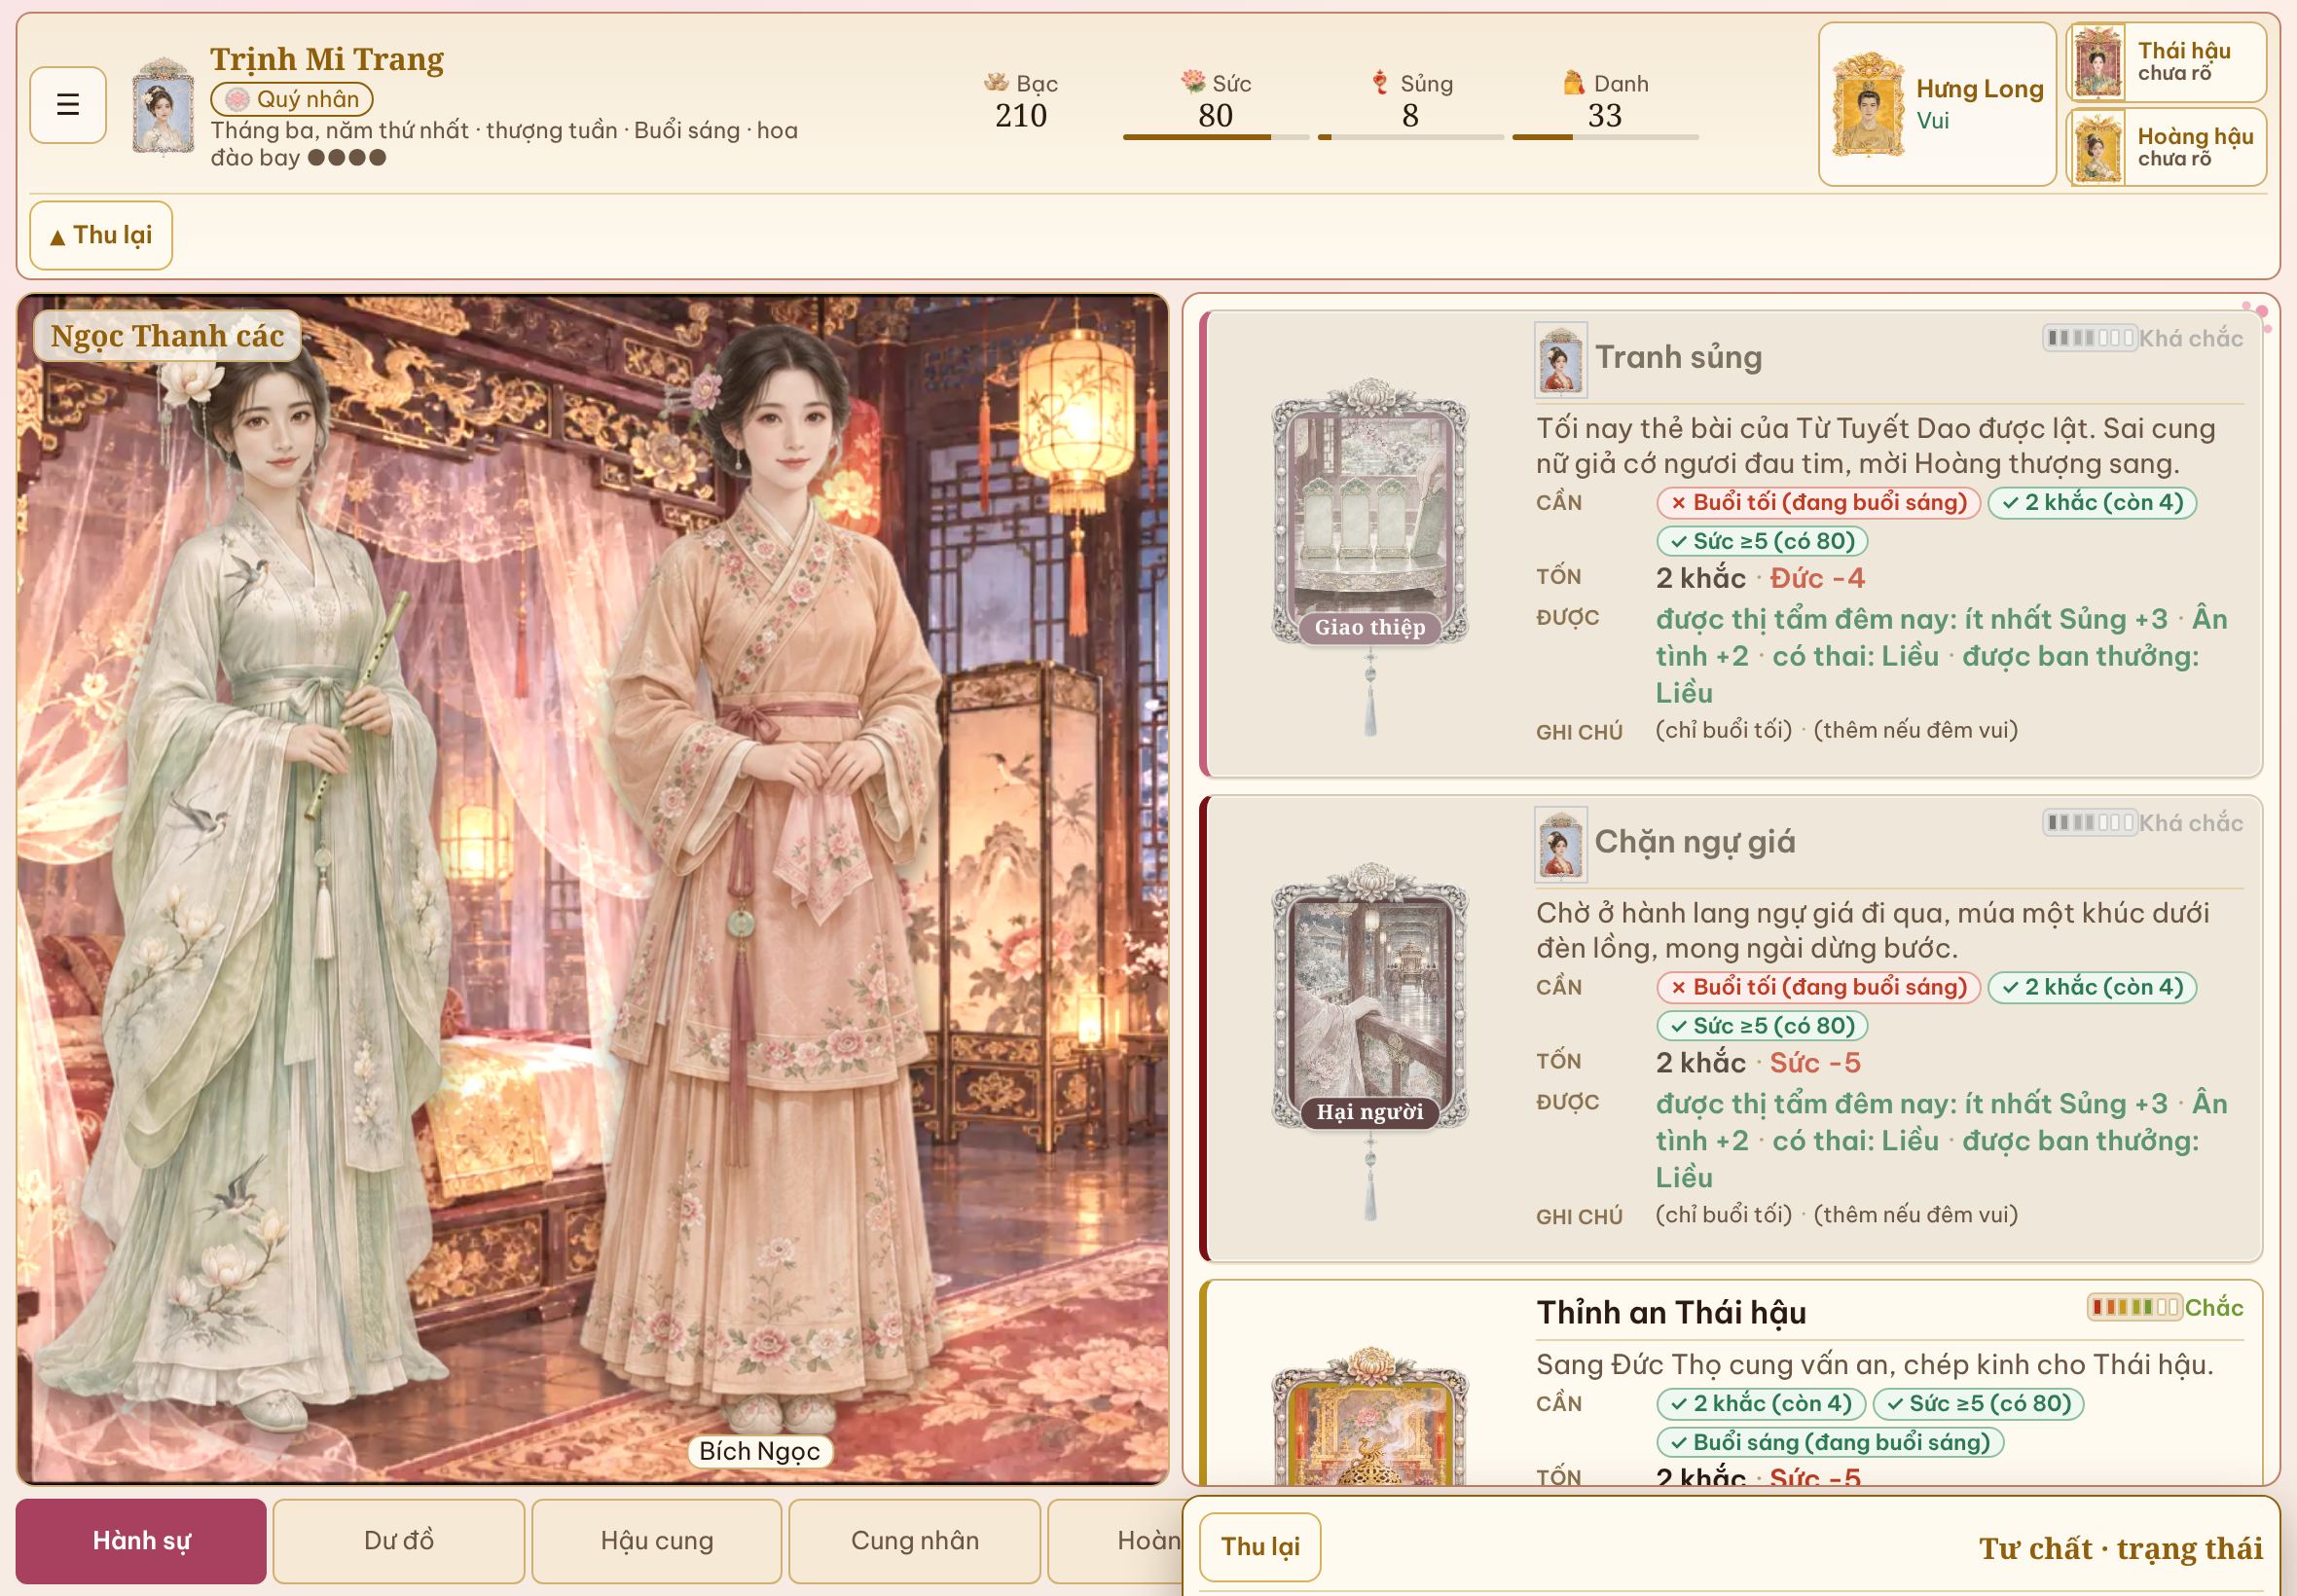 ☰
Trịnh Mi Trang
Quý nhân
Tháng ba, năm thứ nhất · thượng tuần · Buổi sáng · hoa
đào bay ●●●●
Bạc
210
Sức
80
Sủng
8
Danh
33
Hưng Long
Vui
Thái hậu
chưa rõ
Hoàng hậu
chưa rõ
▲ Thu lại
Ngọc Thanh các
Bích Ngọc
Tranh sủng
Khá chắc
Giao thiệp
Tối nay thẻ bài của Từ Tuyết Dao được lật. Sai cung
nữ giả cớ ngươi đau tim, mời Hoàng thượng sang.
CẦN
× Buổi tối (đang buổi sáng) ✓ 2 khắc (còn 4)
✓ Sức ≥5 (có 80)
TỐN
2 khắc · Đức -4
ĐƯỢC
được thị tẩm đêm nay: ít nhất Sủng +3 · Ân
tình +2 · có thai: Liều · được ban thưởng:
Liều
GHI CHÚ
(chỉ buổi tối) · (thêm nếu đêm vui)
Chặn ngự giá
Khá chắc
Hại người
Chờ ở hành lang ngự giá đi qua, múa một khúc dưới
đèn lồng, mong ngài dừng bước.
CẦN
× Buổi tối (đang buổi sáng) ✓ 2 khắc (còn 4)
✓ Sức ≥5 (có 80)
TỐN
2 khắc · Sức -5
ĐƯỢC
được thị tẩm đêm nay: ít nhất Sủng +3 · Ân
tình +2 · có thai: Liều · được ban thưởng:
Liều
GHI CHÚ
(chỉ buổi tối) · (thêm nếu đêm vui)
Thỉnh an Thái hậu
Chắc
Sang Đức Thọ cung vấn an, chép kinh cho Thái hậu.
CẦN
✓ 2 khắc (còn 4) ✓ Sức ≥5 (có 80)
✓ Buổi sáng (đang buổi sáng)
TỐN
2 khắc · Sức -5
Hành sự
Dư đồ
Hậu cung
Cung nhân
Hoàn
Thu lại
Tư chất · trạng thái